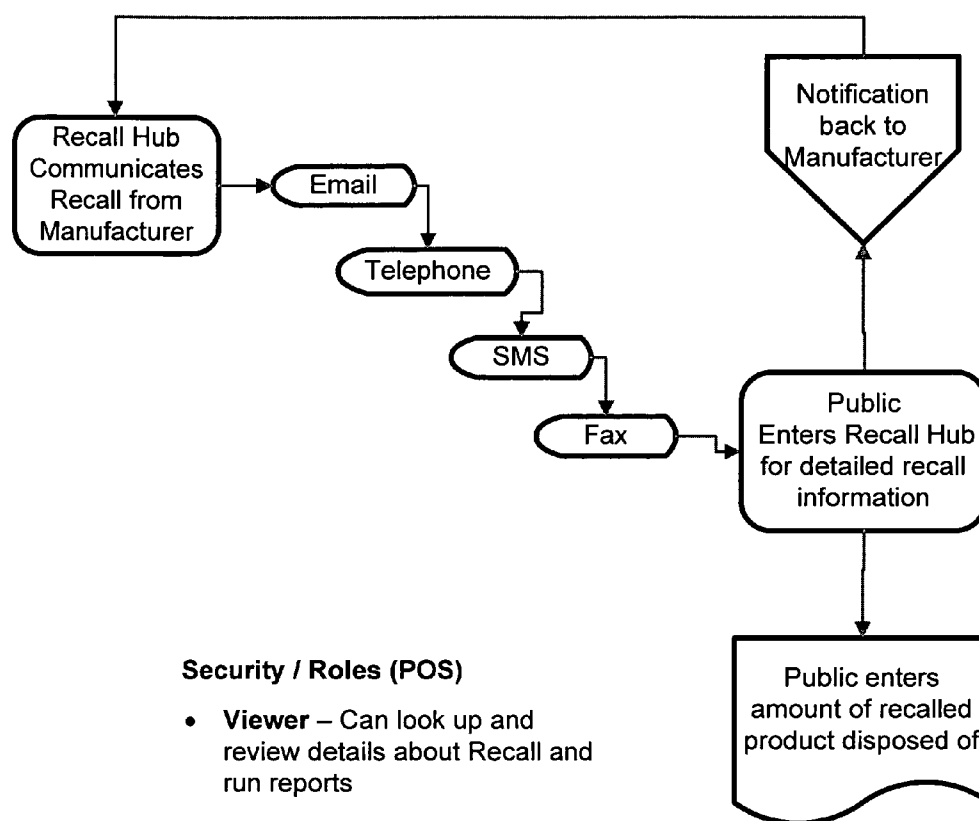 Recall Hub
Communicates
Recall from
Manufacturer
Email
Telephone
SMS
Fax
Notification
back to
Manufacturer
Public
Enters Recall Hub
for detailed recall
information
Public enters
amount of recalled
product disposed of
Security / Roles (POS)
• Viewer – Can look up and
review details about Recall and
run reports